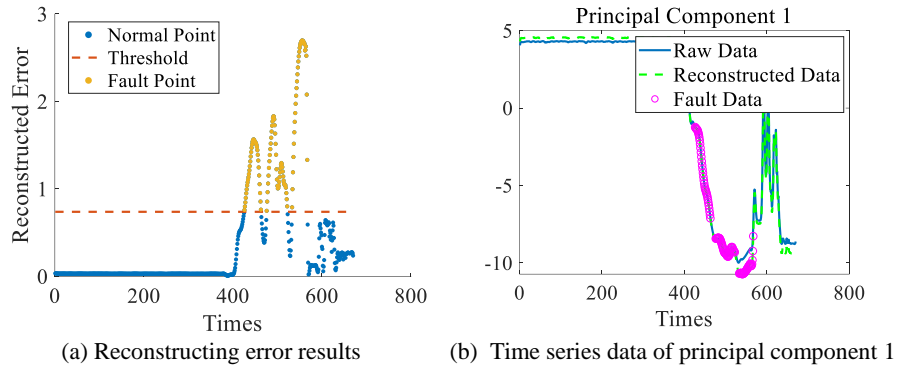 3
2
1
0
Reconstructed Error
Normal Point
Threshold
Fault Point
0 200 400 600 800
Times
(a) Reconstructing error results
Principal Component 1
5
0
-5
-10
Raw Data
Reconstructed Data
Fault Data
0 200 400 600 800
Times
(b) Time series data of principal component 1